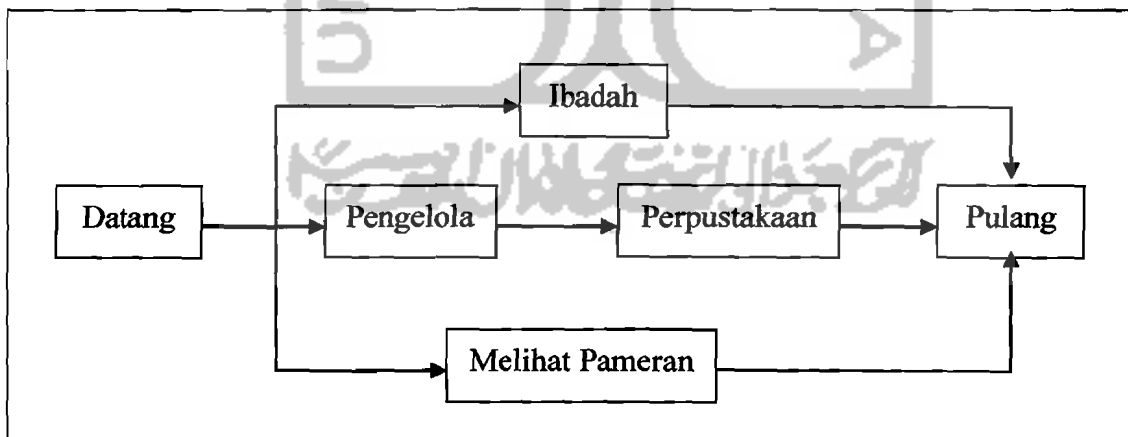 Ibadah
Datang
Pengelola
Perpustakaan
Pulang
Melihat Pameran